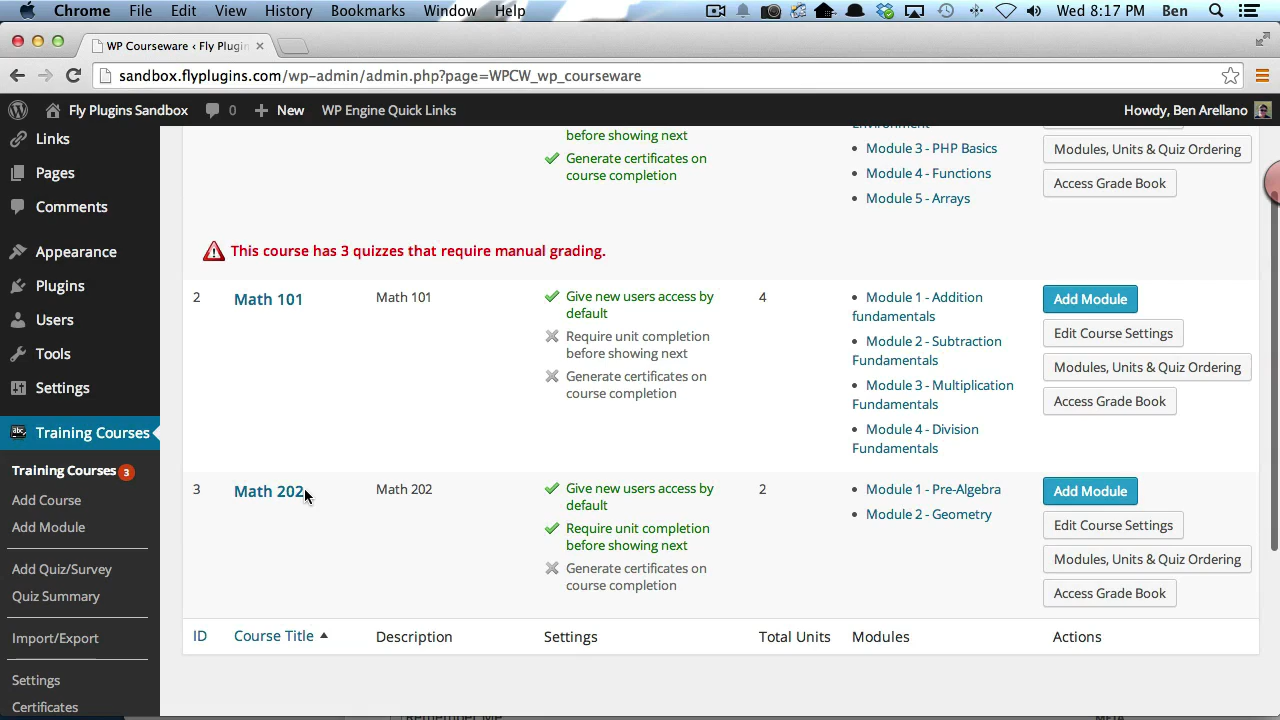 Chrome File Edit View History Bookmarks Window Help Wed 8:17 PM Ben
WP Courseware ‹ Fly Plugin
sandbox.flyplugins.com/wp-admin/admin.php?page=WPCW_wp_courseware
Fly Plugins Sandbox 0 + New WP Engine Quick Links Howdy, Ben Arellano
Links
Pages
Comments
Appearance
Plugins
Users
Tools
Settings
Training Courses
Training Courses 3
Add Course
Add Module
Add Quiz/Survey
Quiz Summary
Import/Export
Settings
Certificates
before showing next
Generate certificates on
course completion
Environment
Module 3 - PHP Basics
Module 4 - Functions
Module 5 - Arrays
Modules, Units & Quiz Ordering
Access Grade Book
This course has 3 quizzes that require manual grading.
2 Math 101 Math 101
Give new users access by
default
Require unit completion
before showing next
Generate certificates on
course completion
4
Module 1 - Addition
fundamentals
Module 2 - Subtraction
Fundamentals
Module 3 - Multiplication
Fundamentals
Module 4 - Division
Fundamentals
Add Module
Edit Course Settings
Modules, Units & Quiz Ordering
Access Grade Book
3 Math 202 Math 202
Give new users access by
default
Require unit completion
before showing next
Generate certificates on
course completion
2
Module 1 - Pre-Algebra
Module 2 - Geometry
Add Module
Edit Course Settings
Modules, Units & Quiz Ordering
Access Grade Book
ID Course Title Description Settings Total Units Modules Actions
Remember Me
META